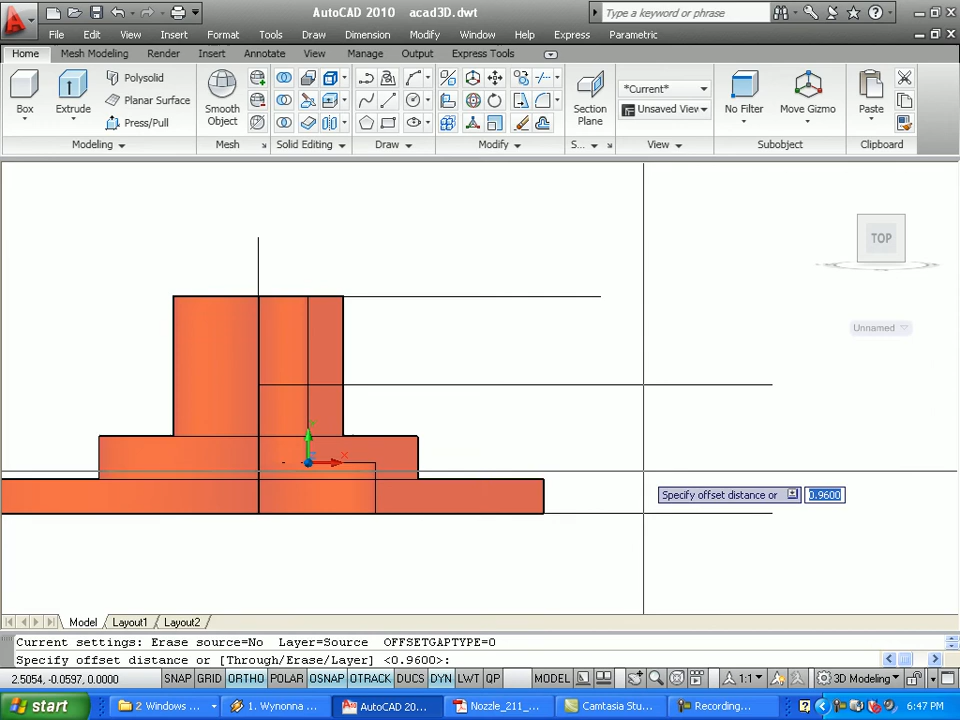 AutoCAD 2010 acad3D.dwt
Type a keyword or phrase
File Edit View Insert Format Tools Draw Dimension Modify Window Help Express Parametric
Home Mesh Modeling Render Insert Annotate View Manage Output Express Tools
Box
Extrude
Polysolid
Planar Surface
Press/Pull
Smooth
Object
Section
Plane
*Current*
Unsaved View
No Filter
Move Gizmo
Paste
Modeling
Mesh
Solid Editing
Draw
Modify
S...
View
Subobject
Clipboard
TOP
Unnamed
Y
X
Z
Specify offset distance or 0.9600
Model Layout1 Layout2
Current settings: Erase source=No Layer=Source OFFSETGAPTYPE=0
Specify offset distance or [Through/Erase/Layer] <0.9600>:
2.5054, -0.0597, 0.0000 SNAP GRID ORTHO POLAR OSNAP OTRACK DUCS DYN LWT QP MODEL 1:1 3D Modeling
start 2 Windows ... 1. Wynonna ... AutoCAD 20... Nozzle_211_... Camtasia Stu... Recording... 6:47 PM